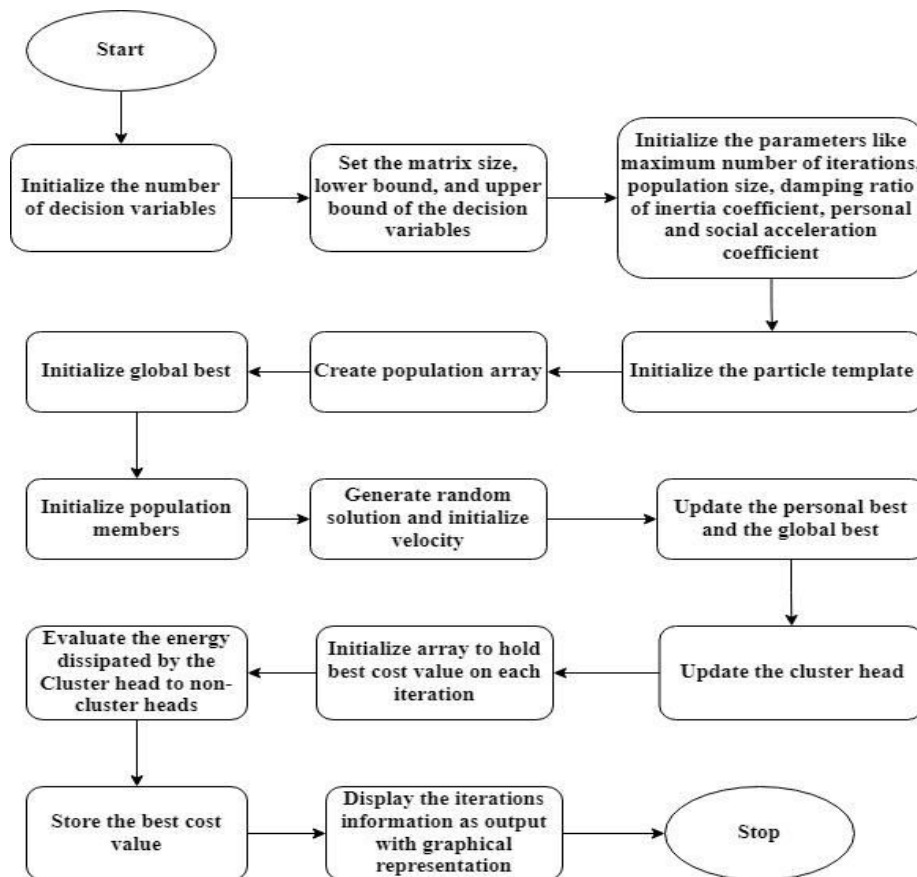 Start
Initialize the number
of decision variables
Set the matrix size,
lower bound, and upper
bound of the decision
variables
Initialize the parameters like
maximum number of iterations,
population size, damping ratio
of inertia coefficient, personal
and social acceleration
coefficient
Initialize the particle template
Create population array
Initialize global best
Initialize population
members
Generate random
solution and initialize
velocity
Update the personal best
and the global best
Update the cluster head
Initialize array to hold
best cost value on each
iteration
Evaluate the energy
dissipated by the
Cluster head to non-
cluster heads
Store the best cost
value
Display the iterations
information as output
with graphical
representation
Stop